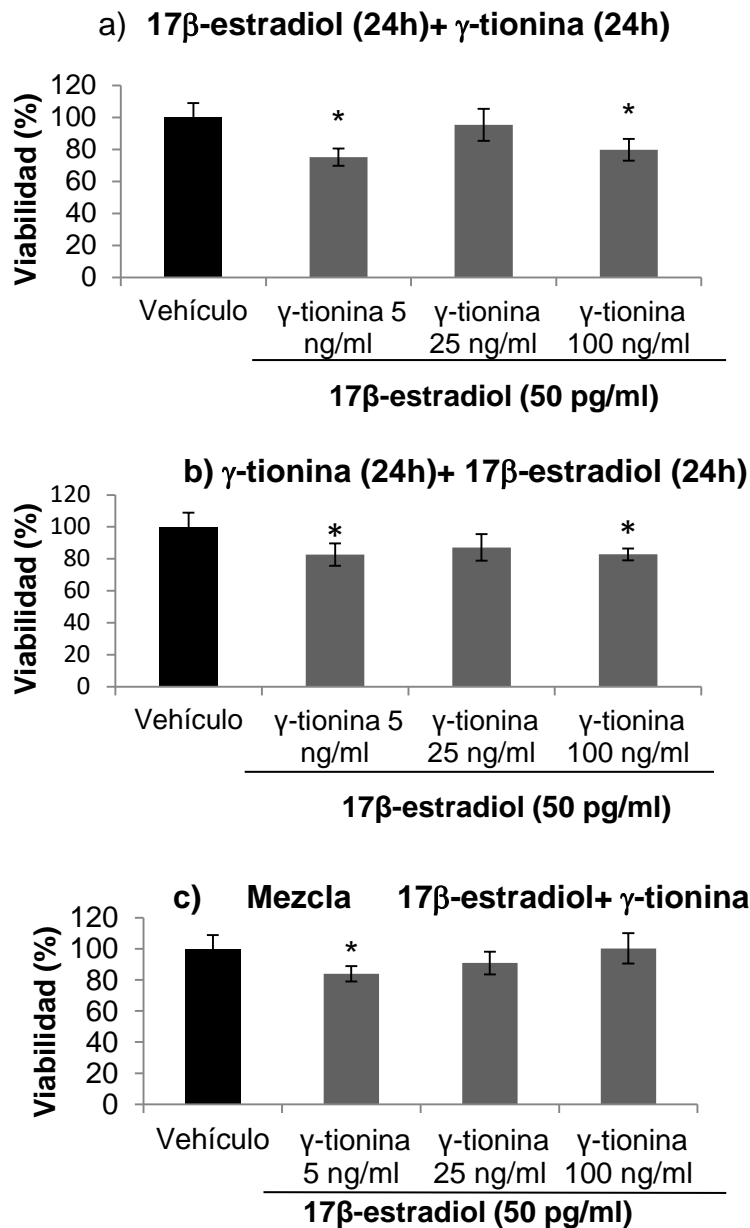 a) 17β-estradiol (24h)+ γ-tionina (24h)
Viabilidad (%)
120
100
80
60
40
20
0
* *
Vehículo γ-tionina 5 γ-tionina γ-tionina
ng/ml 25 ng/ml 100 ng/ml
17β-estradiol (50 pg/ml)
b) γ-tionina (24h)+ 17β-estradiol (24h)
Viabilidad (%)
120
100
80
60
40
20
0
* *
Vehículo γ-tionina 5 γ-tionina γ-tionina
ng/ml 25 ng/ml 100 ng/ml
17β-estradiol (50 pg/ml)
c) Mezcla 17β-estradiol+ γ-tionina
Viabilidad (%)
120
100
80
60
40
20
0
*
Vehículo γ-tionina γ-tionina γ-tionina
5 ng/ml 25 ng/ml 100 ng/ml
17β-estradiol (50 pg/ml)